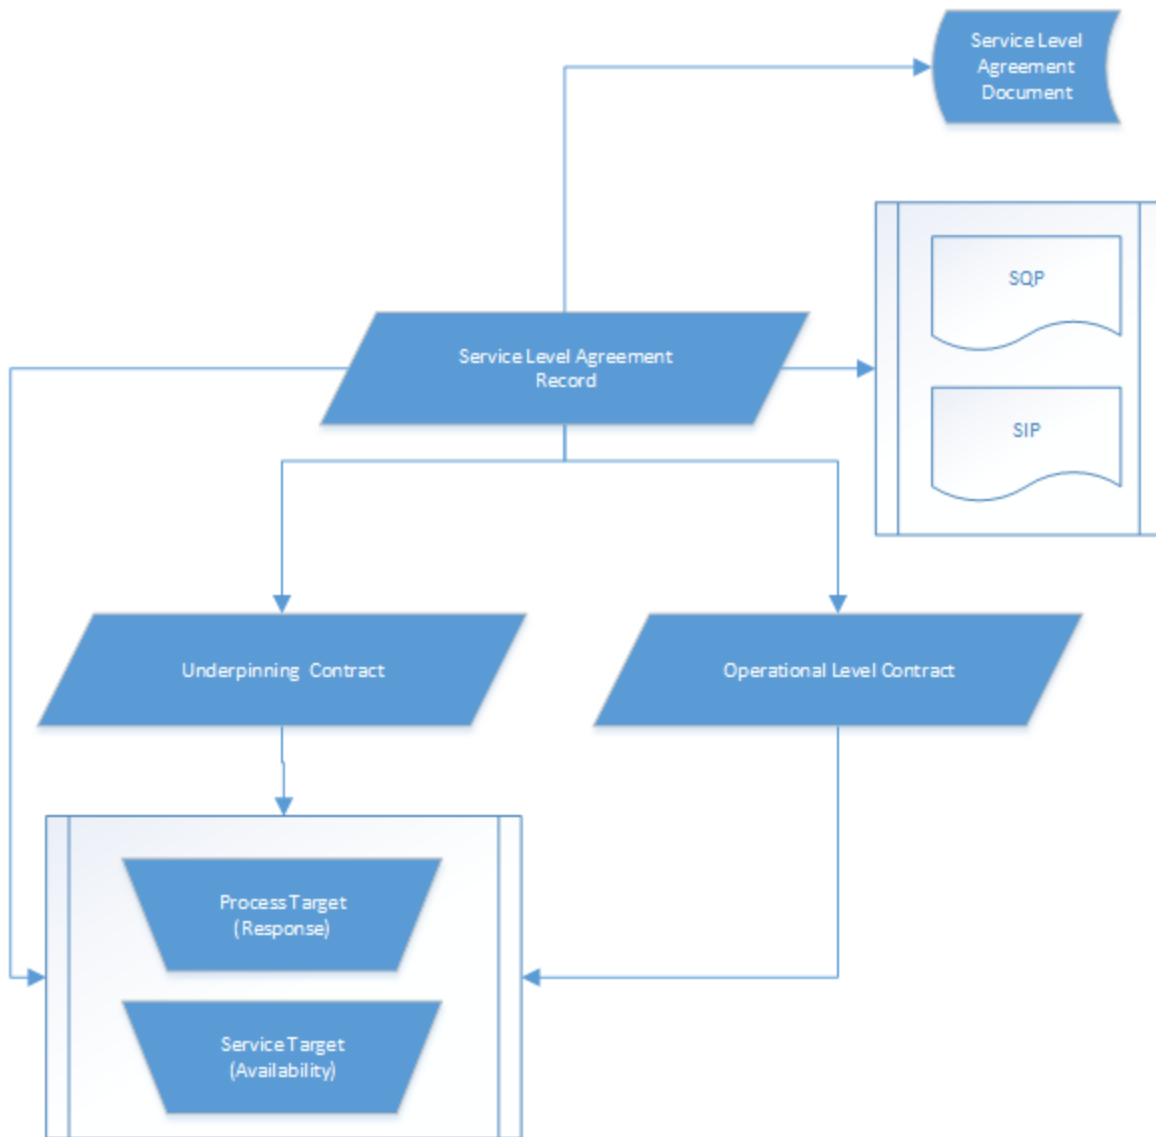 Service Level
Agreement
Document
SQP
Service Level Agreement
Record
SIP
Underpinning Contract
Operational Level Contract
Process Target
(Response)
Service Target
(Availability)